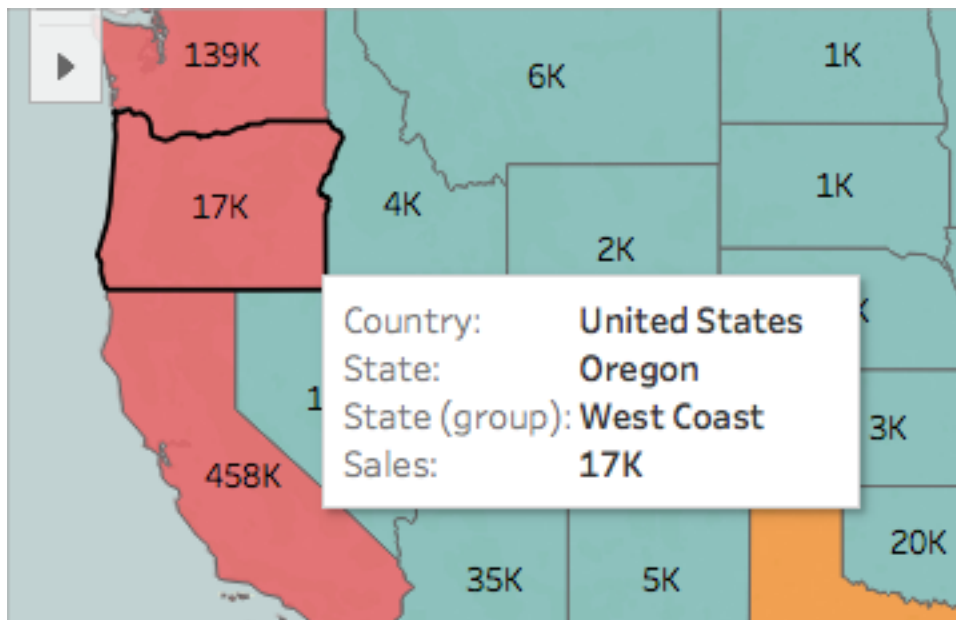 139K
6K
1K
17K
4K
1K
2K
Country: United States
State: Oregon
State (group): West Coast
Sales: 17K
3K
458K
20K
35K
5K